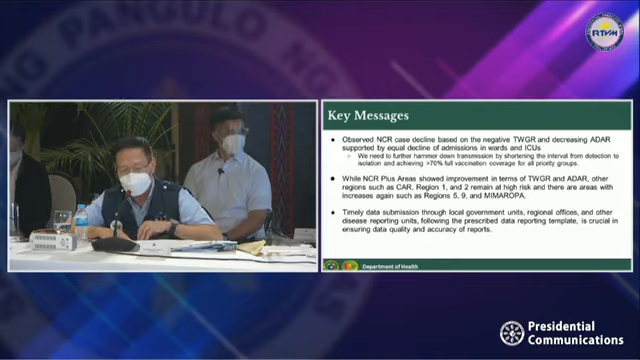 PANGULO NG
RTVM
Key Messages
Observed NCR case decline based on the negative TWGR and decreasing ADAR
supported by equal decline of admissions in wards and ICUs
We need to further hammer down transmission by shortening the interval from detection to
isolation and achieving >70% full vaccination coverage for all priority groups.
While NCR Plus Areas showed improvement in terms of TWGR and ADAR, other
regions such as CAR, Region 1, and 2 remain at high risk and there are areas with
increases again such as Regions 5, 9, and MIMAROPA.
Timely data submission through local government units, regional offices, and other
disease reporting units, following the prescribed data reporting template, is crucial in
ensuring data quality and accuracy of reports.
Department of Health
Presidential
Communications